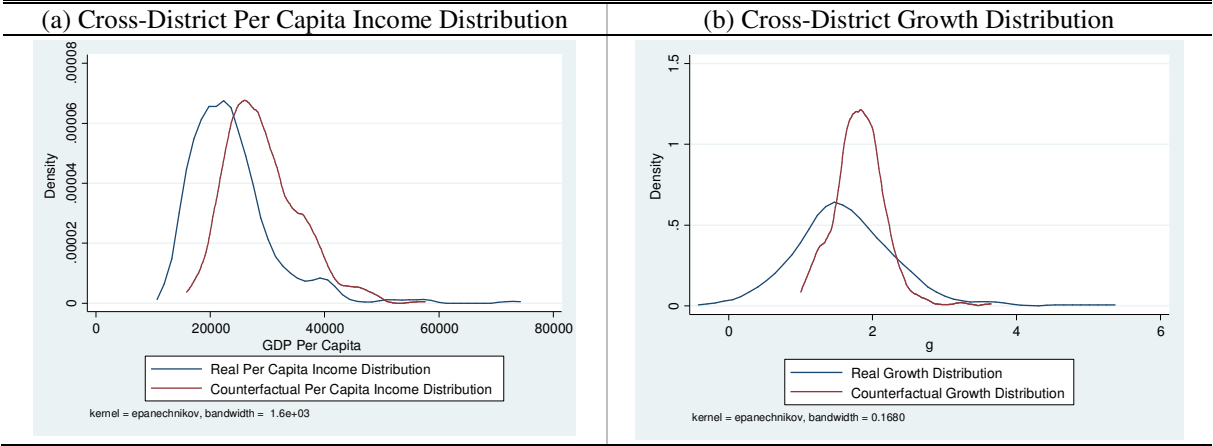 (a) Cross-District Per Capita Income Distribution
.00008
.00006
.00004
.00002
0
Density
0 20000 40000 60000 80000
GDP Per Capita
Real Per Capita Income Distribution
Counterfactual Per Capita Income Distribution
kernel = epanechnikov, bandwidth = 1.6e+03
(b) Cross-District Growth Distribution
1.5
1
.5
0
Density
0 2 4 6
g
Real Growth Distribution
Counterfactual Growth Distribution
kernel = epanechnikov, bandwidth = 0.1680